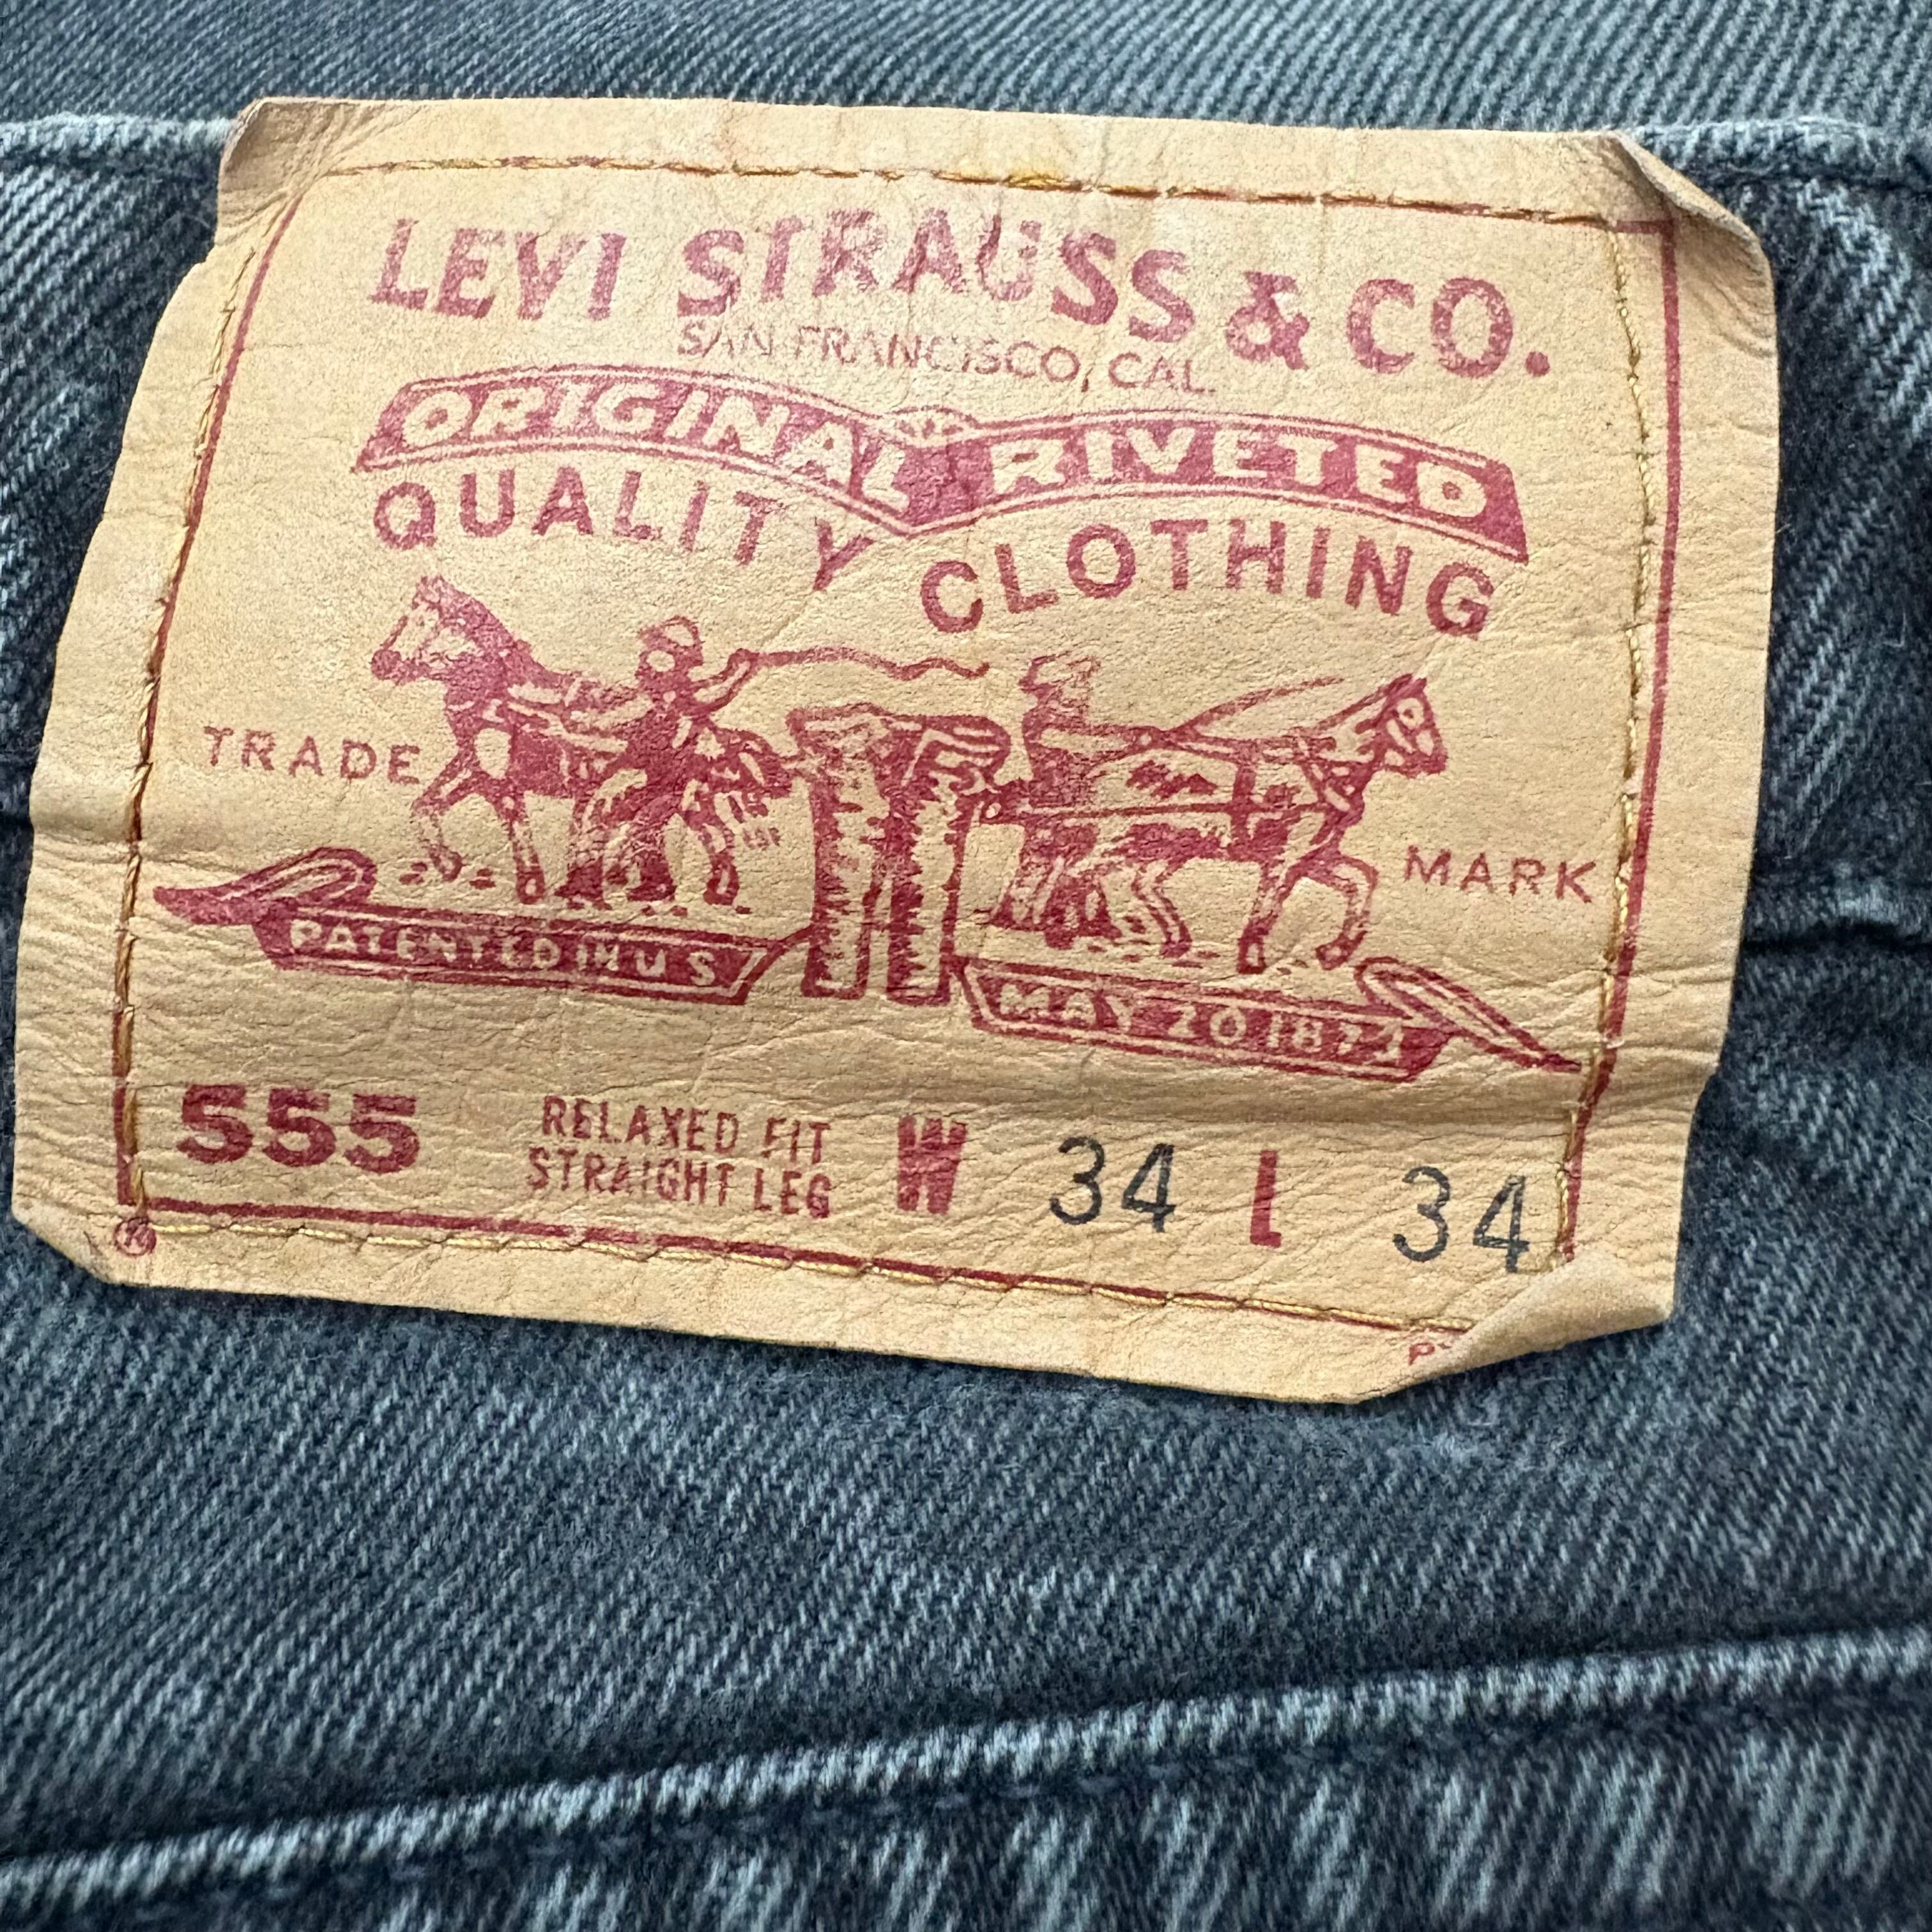 LEVI STRAUSS & CO.
SAN FRANCISCO, CAL.
ORIGINAL RIVETED
QUALITY CLOTHING
TRADE MARK
PATENTED IN U S
MAY 20 1873
555 RELAXED FIT W 34 L 34
STRAIGHT LEG
®